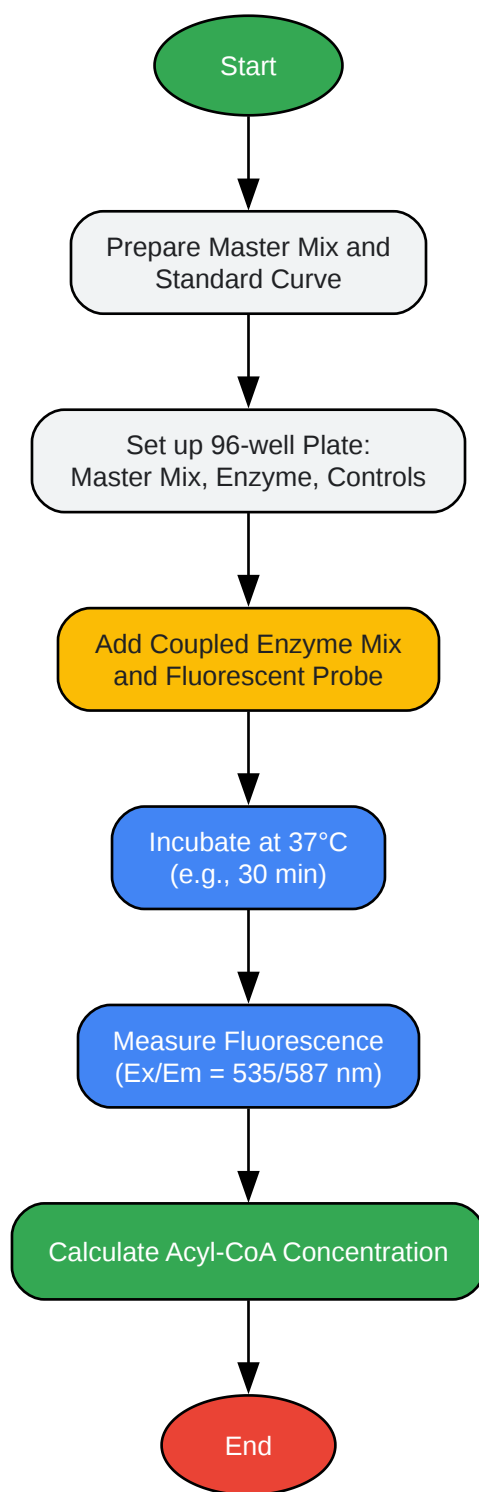 Start
Prepare Master Mix and
Standard Curve
Set up 96-well Plate:
Master Mix, Enzyme, Controls
Add Coupled Enzyme Mix
and Fluorescent Probe
Incubate at 37°C
(e.g., 30 min)
Measure Fluorescence
(Ex/Em = 535/587 nm)
Calculate Acyl-CoA Concentration
End